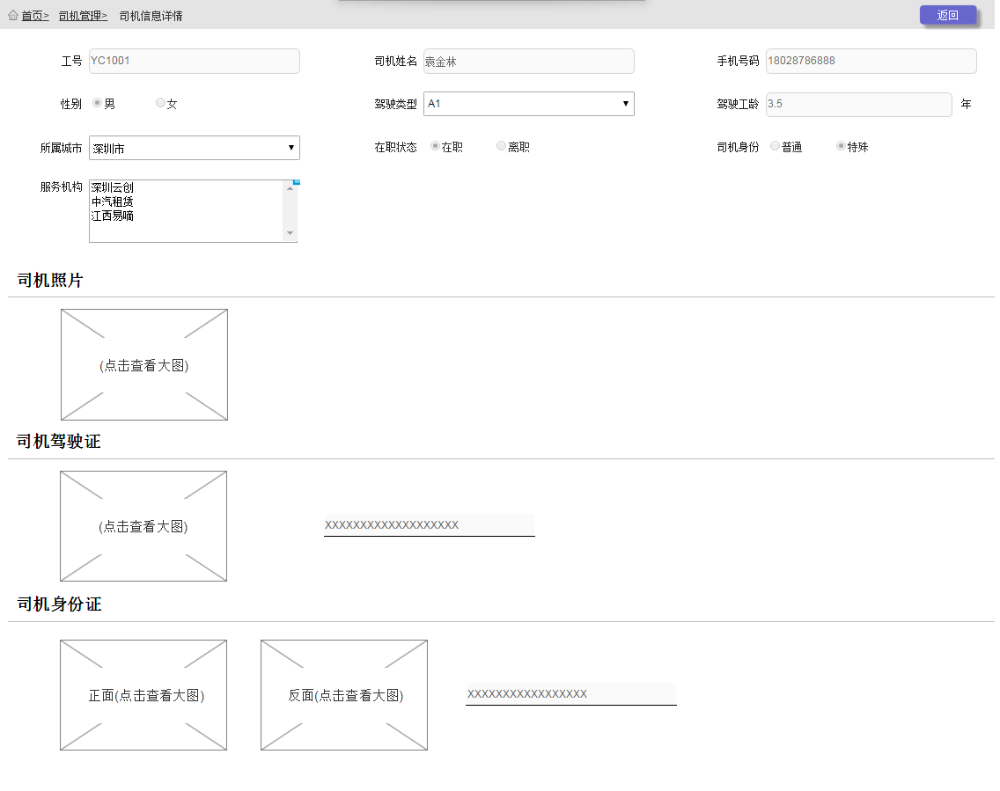 首页> 司机管理> 司机信息详情 返回
工号 YC1001 司机姓名 袁金林 手机号码 18028786888
性别 男 女 驾驶类型 A1 驾驶工龄 3.5 年
所属城市 深圳市 在职状态 在职 离职 司机身份 普通 特殊
服务机构 深圳云创
中汽租赁
江西易嘀
司机照片
(点击查看大图)
司机驾驶证
(点击查看大图) XXXXXXXXXXXXXXXXXXX
司机身份证
正面(点击查看大图) 反面(点击查看大图) XXXXXXXXXXXXXXXXX